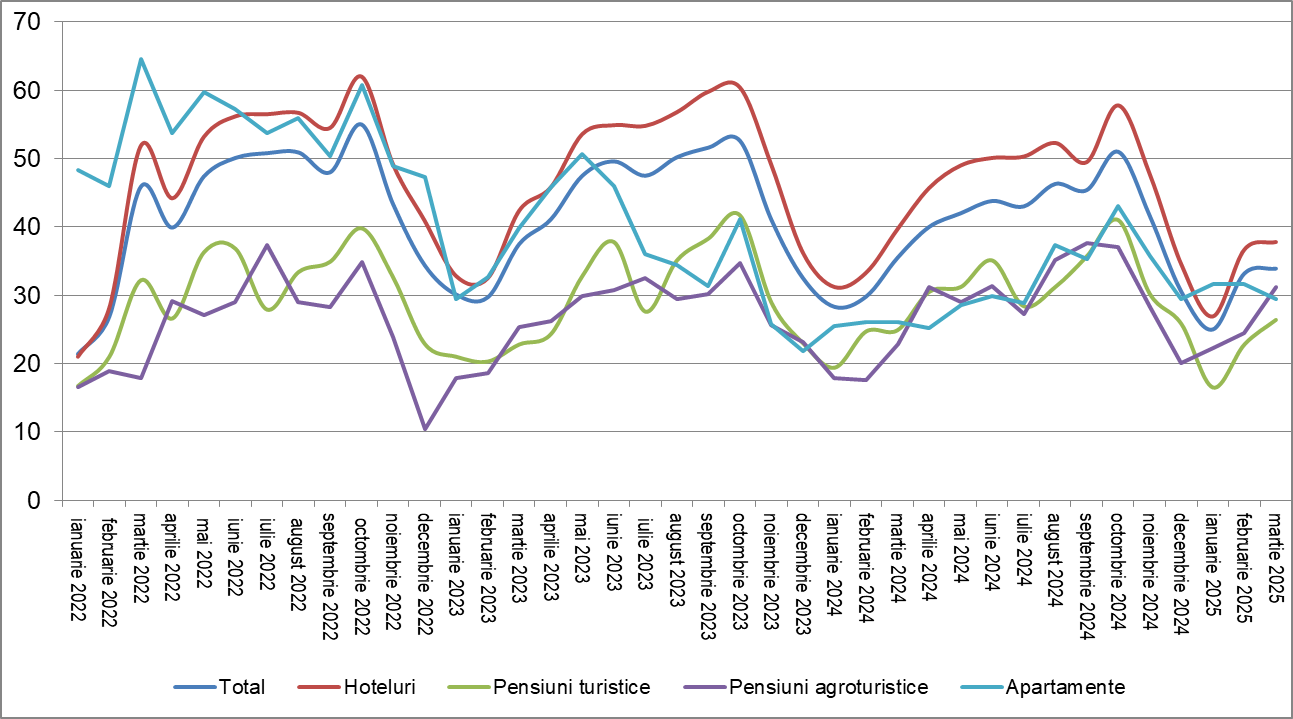 70
60
50
40
30
20
10
0
ianuarie 2022
februarie 2022
martie 2022
aprilie 2022
mai 2022
iunie 2022
iulie 2022
august 2022
septembrie 2022
octombrie 2022
noiembrie 2022
decembrie 2022
ianuarie 2023
februarie 2023
martie 2023
aprilie 2023
mai 2023
iunie 2023
iulie 2023
august 2023
septembrie 2023
octombrie 2023
noiembrie 2023
decembrie 2023
ianuarie 2024
februarie 2024
martie 2024
aprilie 2024
mai 2024
iunie 2024
iulie 2024
august 2024
septembrie 2024
octombrie 2024
noiembrie 2024
decembrie 2024
ianuarie 2025
februarie 2025
martie 2025
Total Hoteluri Pensiuni turistice Pensiuni agroturistice Apartamente